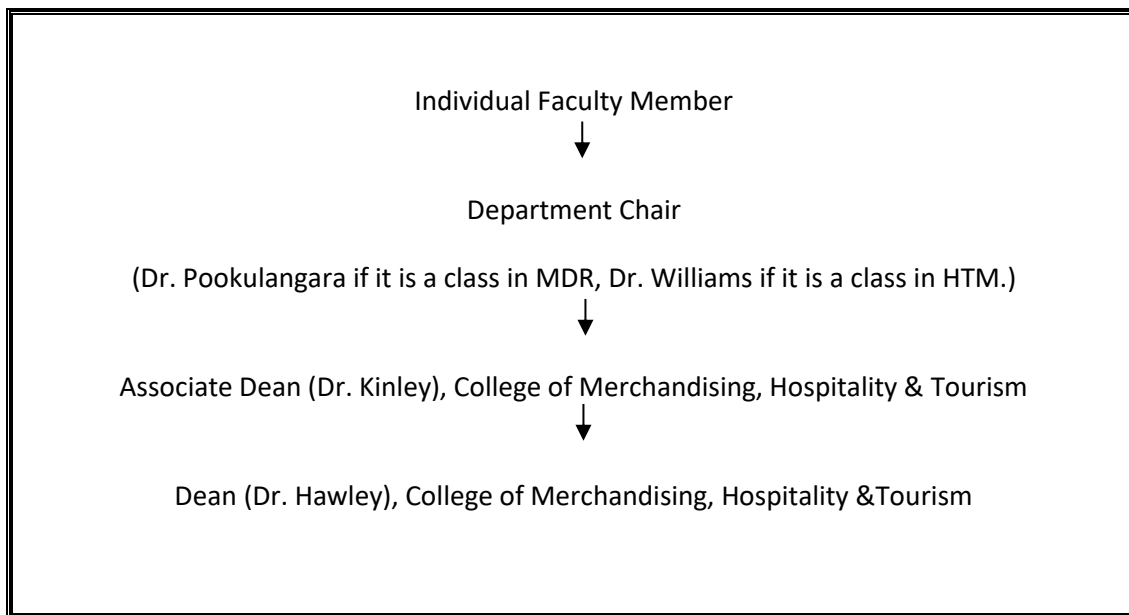 Individual Faculty Member
Department Chair
(Dr. Pookulangara if it is a class in MDR, Dr. Williams if it is a class in HTM.)
Associate Dean (Dr. Kinley), College of Merchandising, Hospitality & Tourism
Dean (Dr. Hawley), College of Merchandising, Hospitality &Tourism